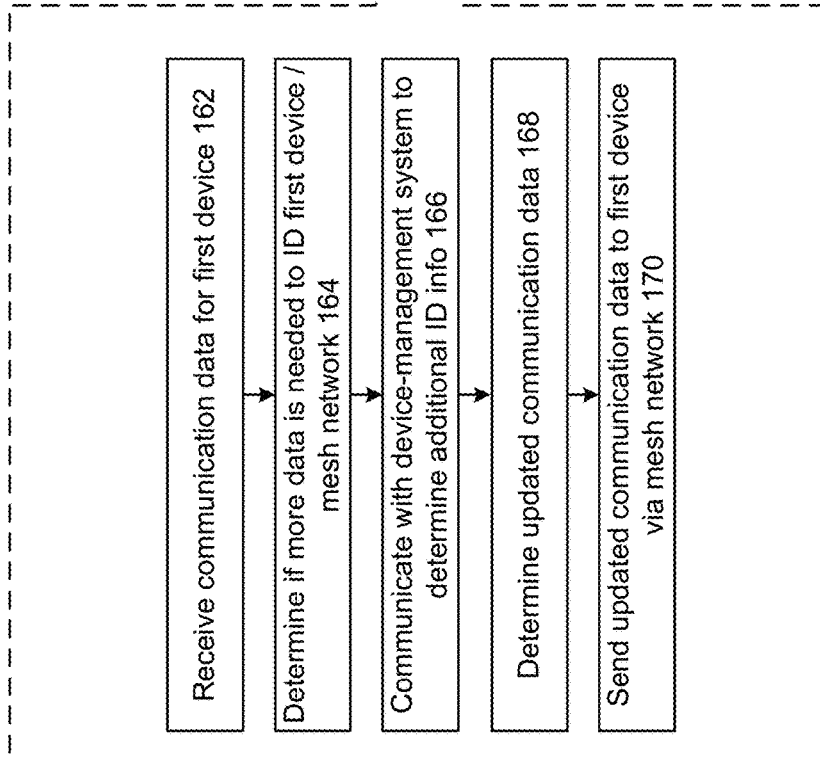 Receive communication data for first device 162
Determine if more data is needed to ID first device /
mesh network 164
Communicate with device-management system to
determine additional ID info 166
Determine updated communication data 168
Send updated communication data to first device
via mesh network 170